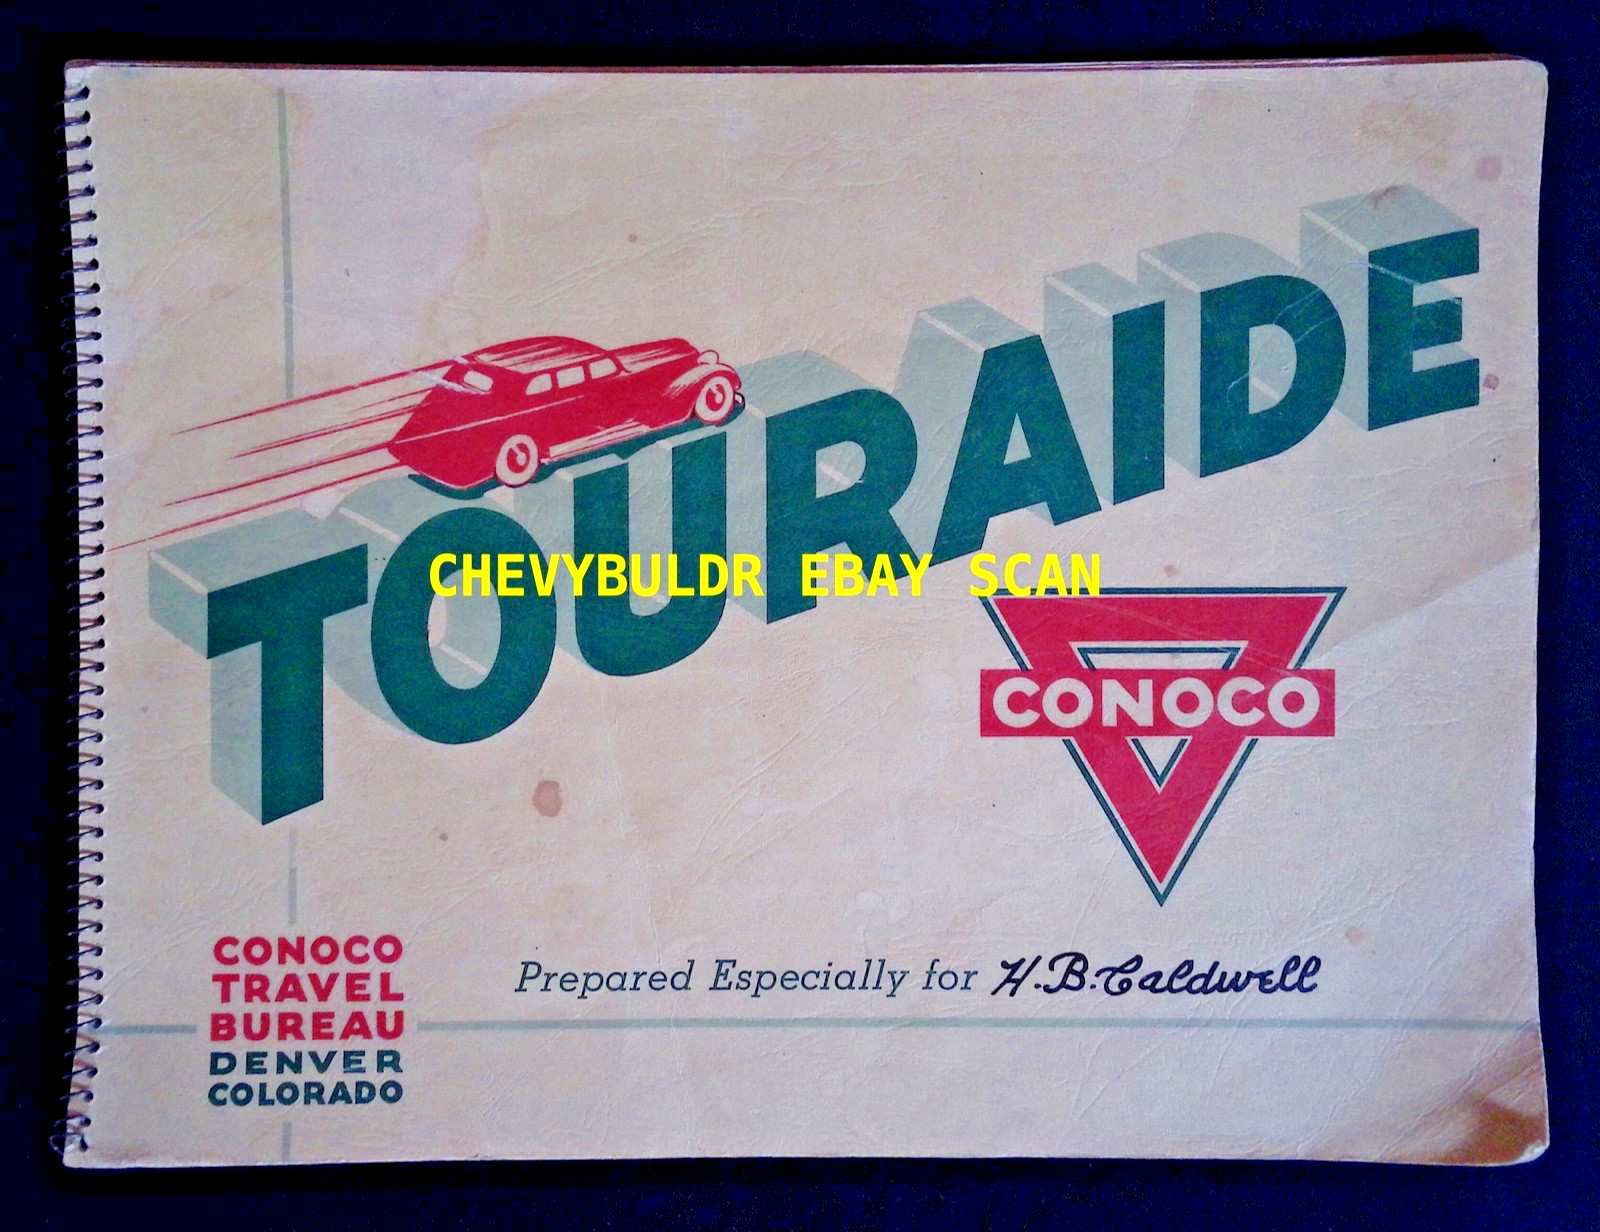 TOURAIDE
CHEVYBULDR EBAY SCAN
CONOCO
CONOCO
TRAVEL
BUREAU
DENVER
COLORADO
Prepared Especially for H.B. Caldwell